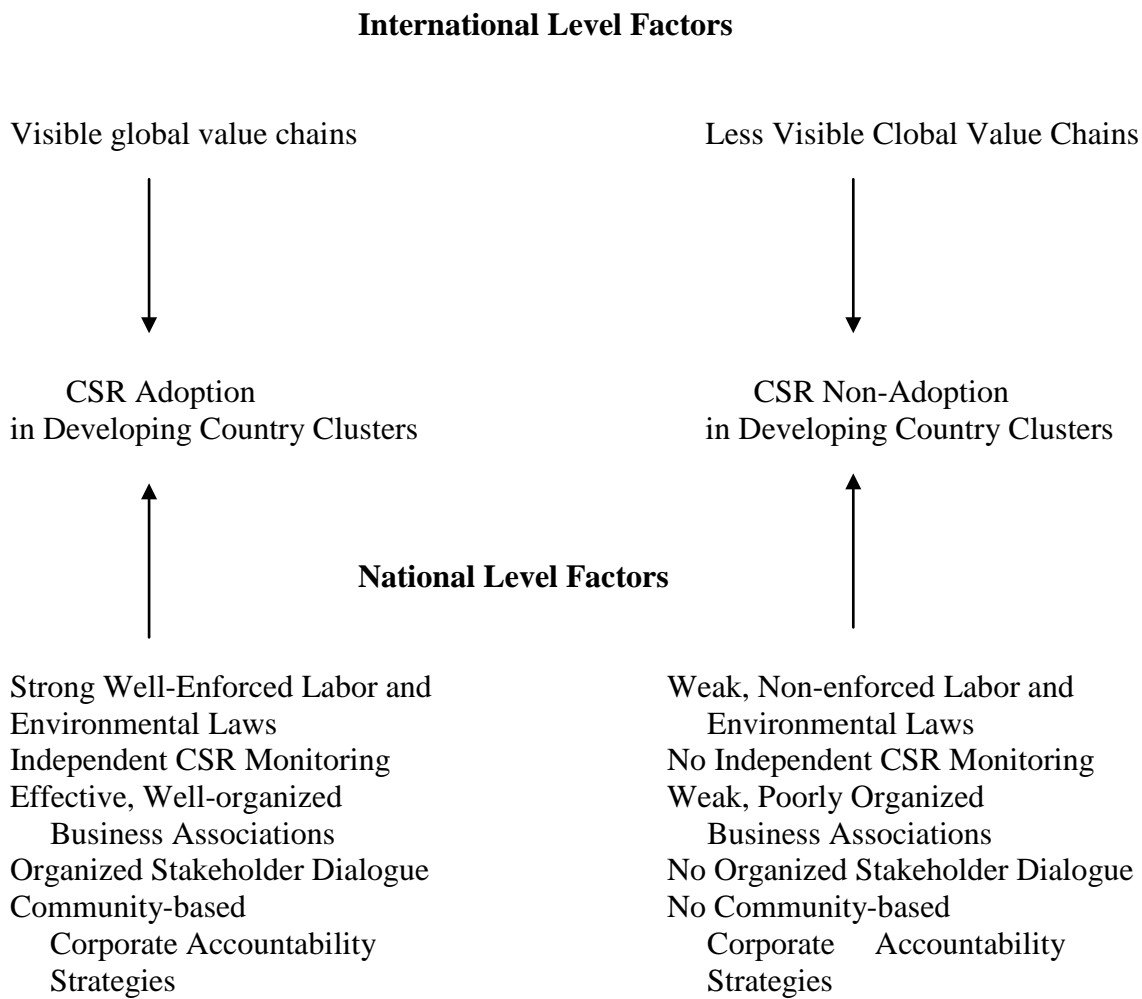 International Level Factors
Visible global value chains
Less Visible Clobal Value Chains
CSR Adoption
in Developing Country Clusters
CSR Non-Adoption
in Developing Country Clusters
National Level Factors
Strong Well-Enforced Labor and
Environmental Laws
Independent CSR Monitoring
Effective, Well-organized
Business Associations
Organized Stakeholder Dialogue
Community-based
Corporate Accountability
Strategies
Weak, Non-enforced Labor and
Environmental Laws
No Independent CSR Monitoring
Weak, Poorly Organized
Business Associations
No Organized Stakeholder Dialogue
No Community-based
Corporate Accountability
Strategies